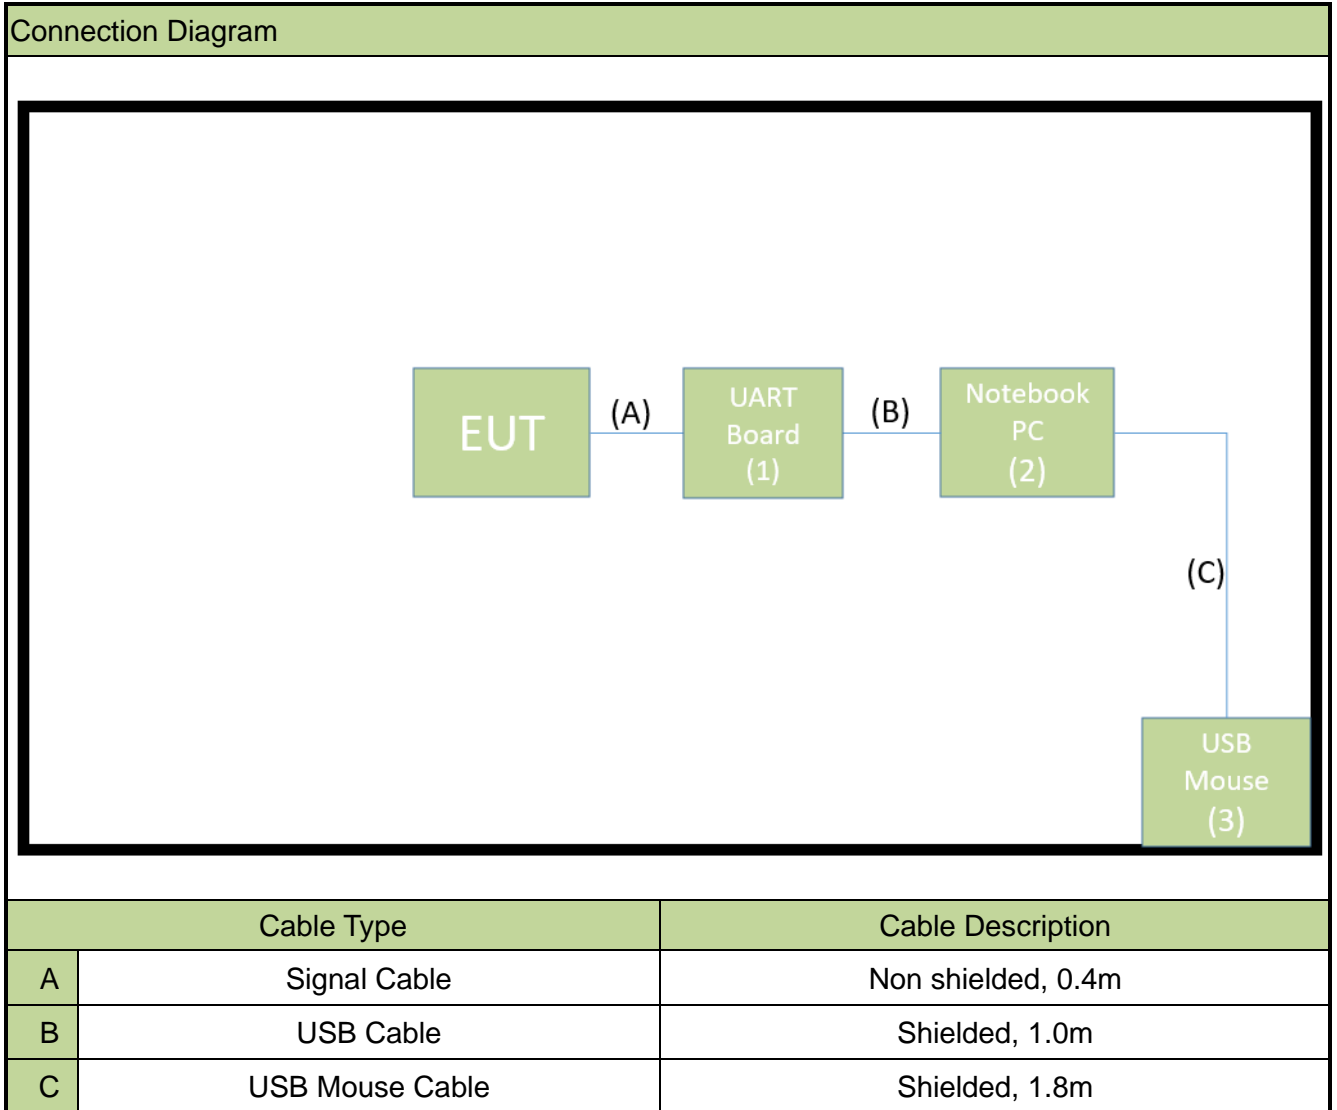 Connection Diagram
EUT
(A)
UART
Board
(1)
(B)
Notebook
PC
(2)
(C)
USB
Mouse
(3)
Cable Type Cable Description
A Signal Cable Non shielded, 0.4m
B USB Cable Shielded, 1.0m
C USB Mouse Cable Shielded, 1.8m